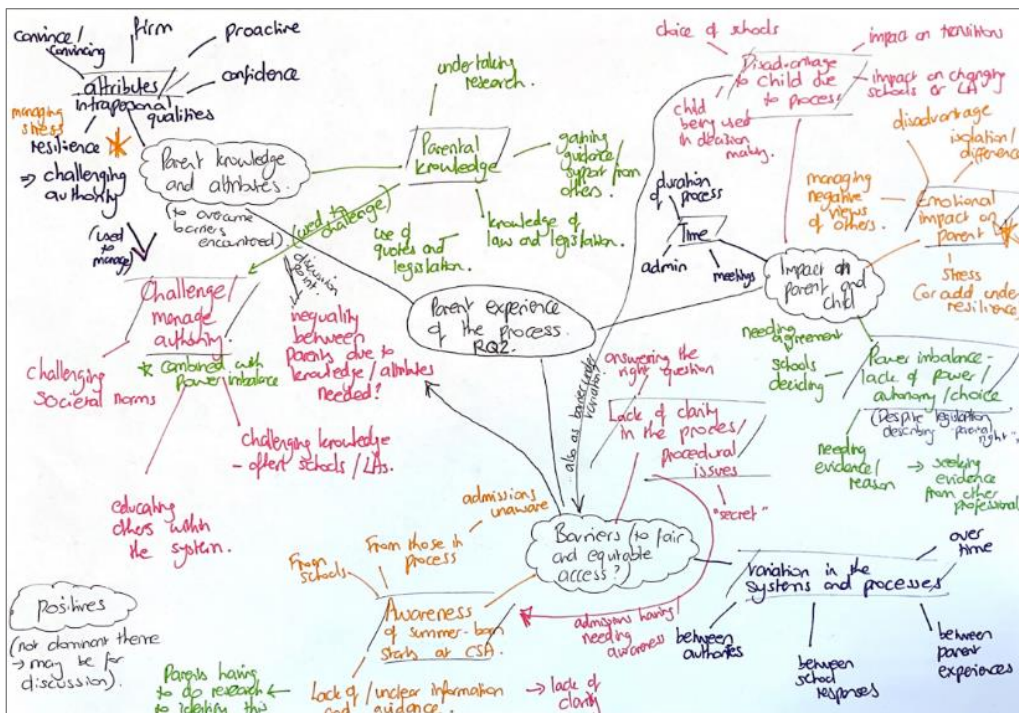 convince/
convincing
firm
proactive
confidence
attributes
intrapersonal
qualities
managing
stress
resilience
⇒ challenging
authority
(used
to
manage)
Parent knowledge
and attributes.
(to overcome
barriers
encountered)
undertaking
research.
Parental
knowledge
gaining
guidance/
support from
others.
knowledge of
law and legislation.
use of
quotes and
legislation.
(used to
challenge)
discussion
point.
inequality
between
parents due to
knowledge/attributes
needed?
Challenge/
manage
authority
* combined with
Power imbalance
challenging
societal norms
challenging knowledge
- often schools/LAs.
educating
others within
the system.
Parent experience
of the process.
RQ2.
choice of schools
impact on transitions
Disadvantage
to child due
to process
impact on changing
schools or LA
child
being used
in decision
making.
disadvantage
isolation/
difference
managing
negative
views
of others.
Emotional
impact on
parent
stress
(or add under
resilience)
duration of
process
Time
admin
meetings
Impact on
parent and
child
needing
agreement
schools
deciding
Power imbalance-
lack of power/
autonomy/choice
(Despite legislation
describing "parental
right")
needing
evidence/
reason
→ seeking
evidence
from other
professional
also as barrier under
variation
answering the
right question
Lack of clarity
in the process/
procedural
issues
"secret"
Barriers (to fair
and equitable
access?)
admissions
unaware
From those in
process
From
schools
Awareness
of summer-born
starts at CSA
admissions having/
needing
awareness
Lack of/unclear information
and guidance.
→ lack of
clarity
Parents having
to do research
to identify this
variation in the
systems and processes
over
time
between
authorities
between
school
responses
between
parent
experiences
Positives
(not dominant theme
→ may be for
discussion).